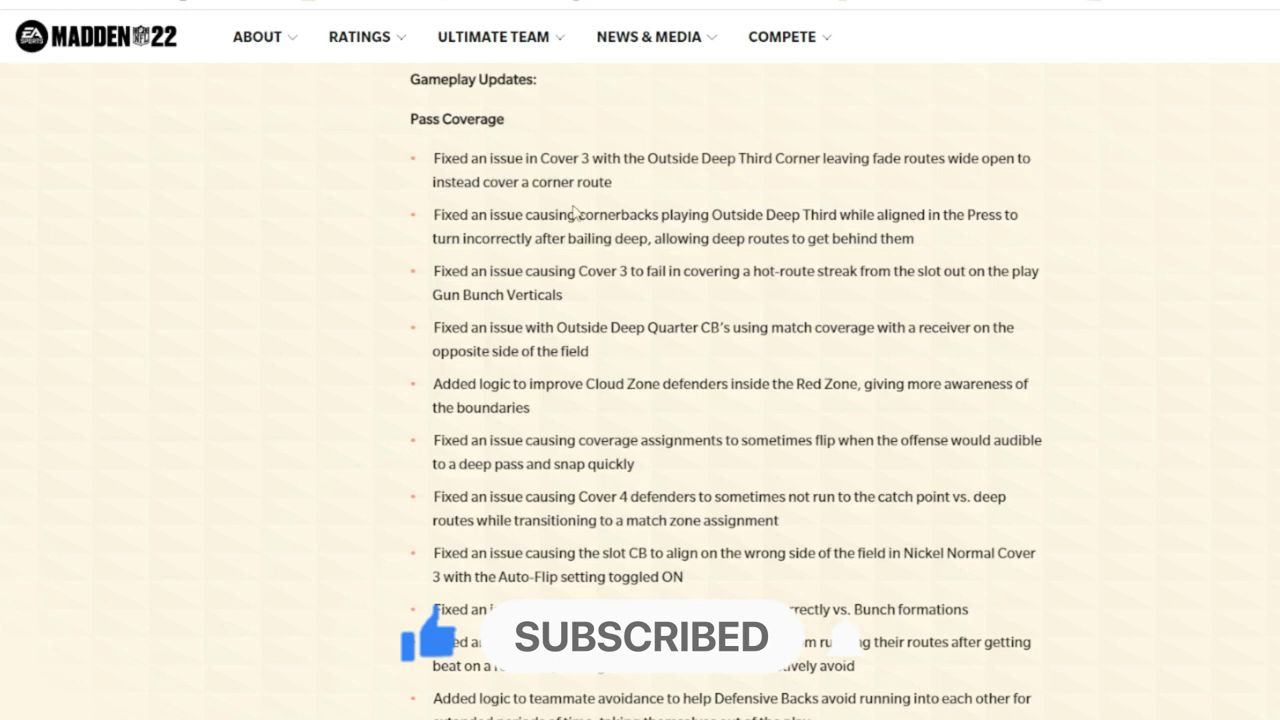 EA SPORTS MADDEN NFL 22 ABOUT RATINGS ULTIMATE TEAM NEWS & MEDIA COMPETE
Gameplay Updates:
Pass Coverage
Fixed an issue in Cover 3 with the Outside Deep Third Corner leaving fade routes wide open to
instead cover a corner route
Fixed an issue causing cornerbacks playing Outside Deep Third while aligned in the Press to
turn incorrectly after bailing deep, allowing deep routes to get behind them
Fixed an issue causing Cover 3 to fail in covering a hot-route streak from the slot out on the play
Gun Bunch Verticals
Fixed an issue with Outside Deep Quarter CB's using match coverage with a receiver on the
opposite side of the field
Added logic to improve Cloud Zone defenders inside the Red Zone, giving more awareness of
the boundaries
Fixed an issue causing coverage assignments to sometimes flip when the offense would audible
to a deep pass and snap quickly
Fixed an issue causing Cover 4 defenders to sometimes not run to the catch point vs. deep
routes while transitioning to a match zone assignment
Fixed an issue causing the slot CB to align on the wrong side of the field in Nickel Normal Cover
3 with the Auto-Flip setting toggled ON
Fixed an vs. Bunch formations
their routes after getting
SUBSCRIBED
beat on a avoid
Added logic to teammate avoidance to help Defensive Backs avoid running into each other for